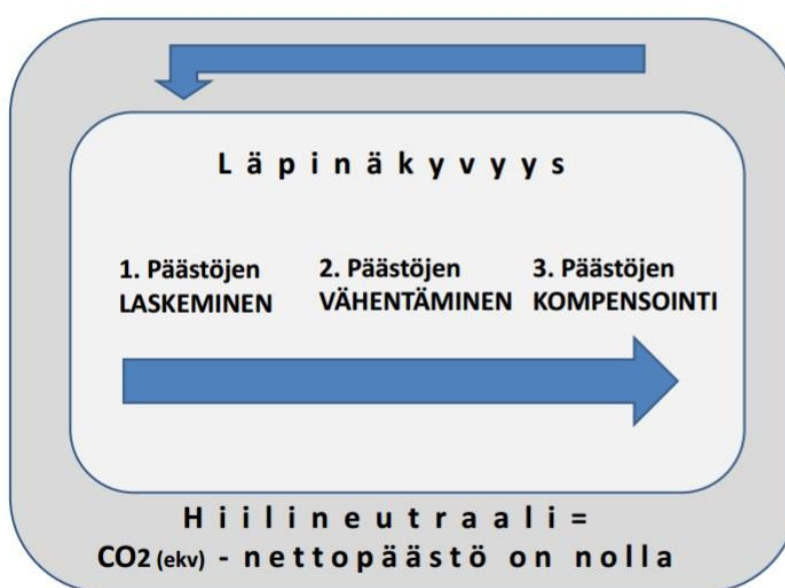 Läpinäkyvyys
1. Päästöjen 2. Päästöjen 3. Päästöjen
LASKEMINEN VÄHENTÄMINEN KOMPENSOINTI
Hiilineutraali=
CO2 (ekv) - nettopäästö on nolla